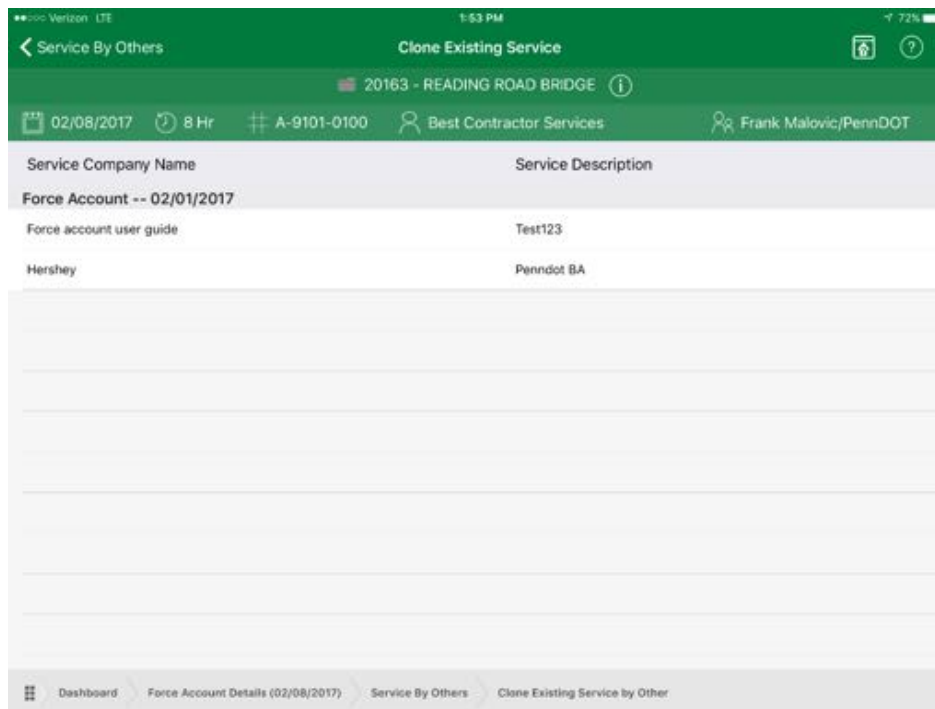 Verizon LTE 1:53 PM 72%
Service By Others Clone Existing Service ?
20163 - READING ROAD BRIDGE i
02/08/2017 8 Hr # A-9101-0100 Best Contractor Services Frank Malovic/PennDOT
Service Company Name Service Description
Force Account -- 02/01/2017
Force account user guide Test123
Hershey Penndot BA
Dashboard Force Account Details (02/08/2017) Service By Others Clone Existing Service by Other